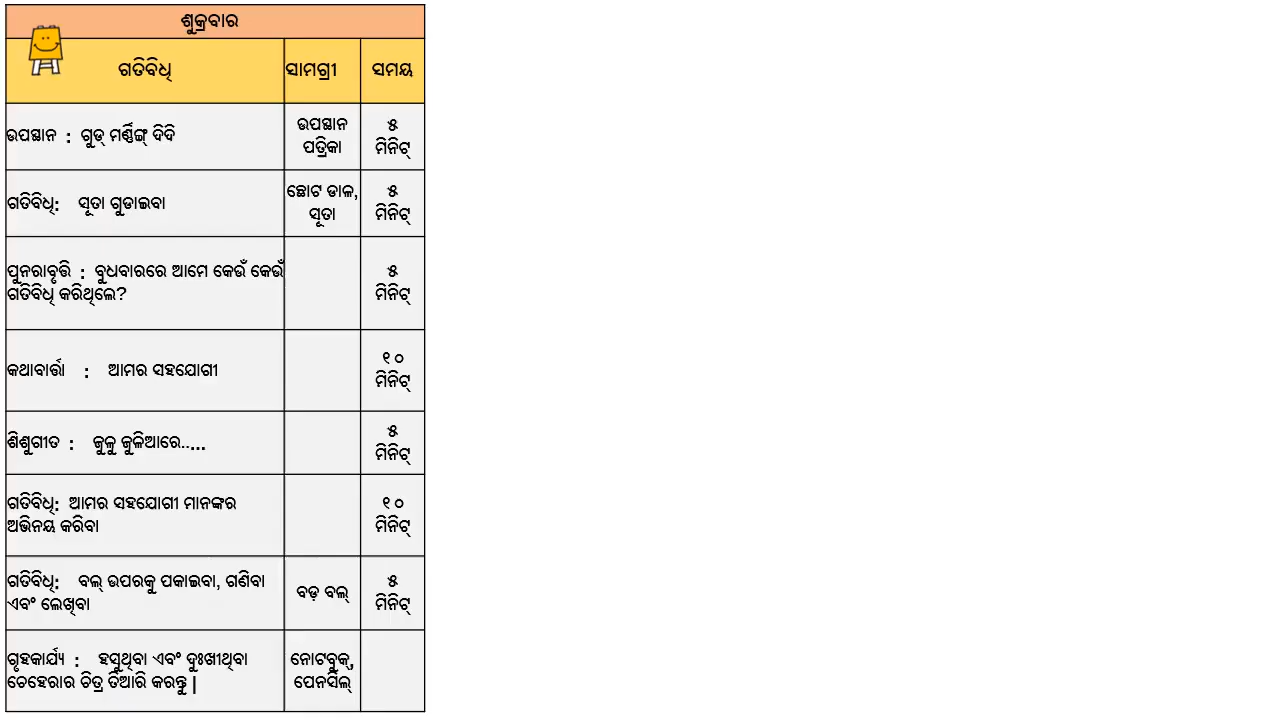 ଶୁକ୍ରବାର
ଗତିବିଧି ସାମଗ୍ରୀ ସମୟ
ଉପସ୍ଥାନ : ଗୁଡ୍ ମର୍ଣ୍ଣିଙ୍ଗ୍ ଦିଦି
ଉପସ୍ଥାନ
ପତ୍ରିକା
୫
ମିନିଟ୍
ଗତିବିଧି: ସୂତା ଗୁଡାଇବା
ଛୋଟ ଡାଳ,
ସୂତା
୫
ମିନିଟ୍
ପୁନରାବୃତ୍ତି : ବୁଧବାରରେ ଆମେ କେଉଁ କେଉଁ
ଗତିବିଧି କରିଥିଲେ?
୫
ମିନିଟ୍
କଥାବାର୍ତ୍ତା : ଆମର ସହଯୋଗୀ
୧୦
ମିନିଟ୍
ଶିଶୁଗୀତ : ଜୁଳୁ ଜୁଳିଆରେ.....
୫
ମିନିଟ୍
ଗତିବିଧି: ଆମର ସହଯୋଗୀ ମାନଙ୍କର
ଅଭିନୟ କରିବା
୧୦
ମିନିଟ୍
ଗତିବିଧି: ବଲ୍ ଉପରକୁ ପକାଇବା, ଗଣିବା
ଏବଂ ଲେଖିବା
ବଡ଼ ବଲ୍
୫
ମିନିଟ୍
ଗୃହକାର୍ଯ୍ୟ : ହସୁଥିବା ଏବଂ ଦୁଃଖୀଥିବା
ଚେହେରାର ଚିତ୍ର ତିଆରି କରନ୍ତୁ |
ନୋଟବୁକ୍,
ପେନସିଲ୍